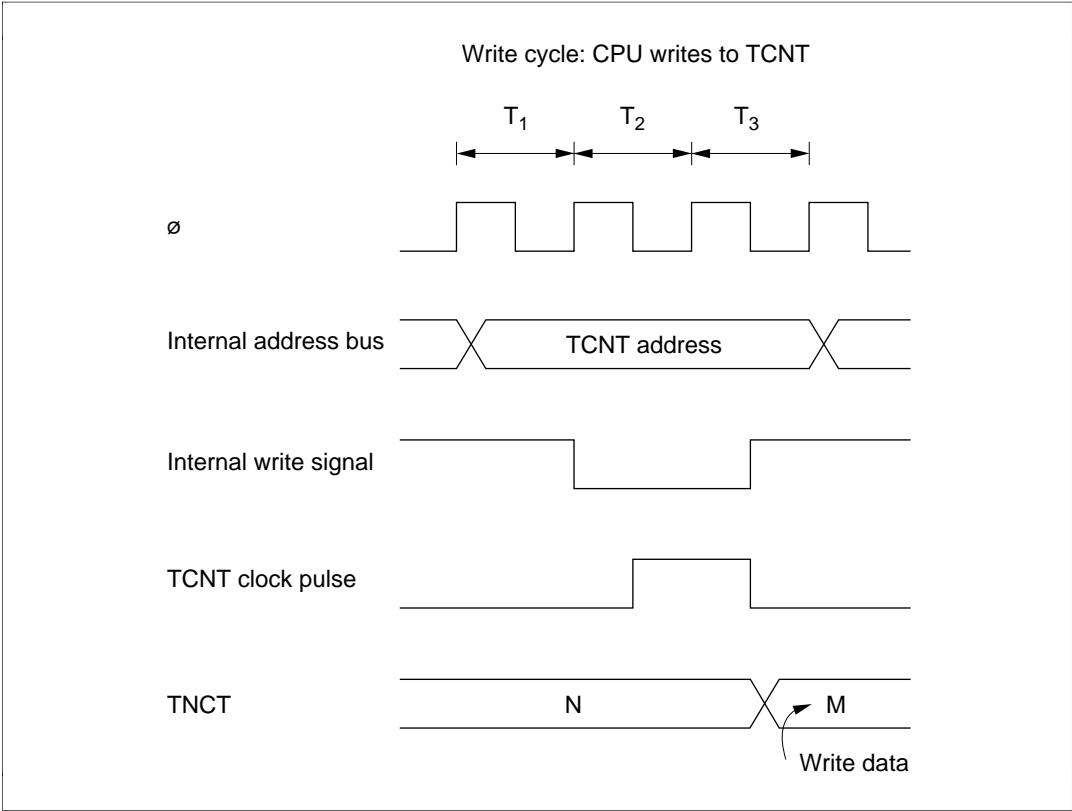 Write cycle: CPU writes to TCNT
T1 T2 T3
ø
Internal address bus TCNT address
Internal write signal
TCNT clock pulse
TNCT N M
Write data